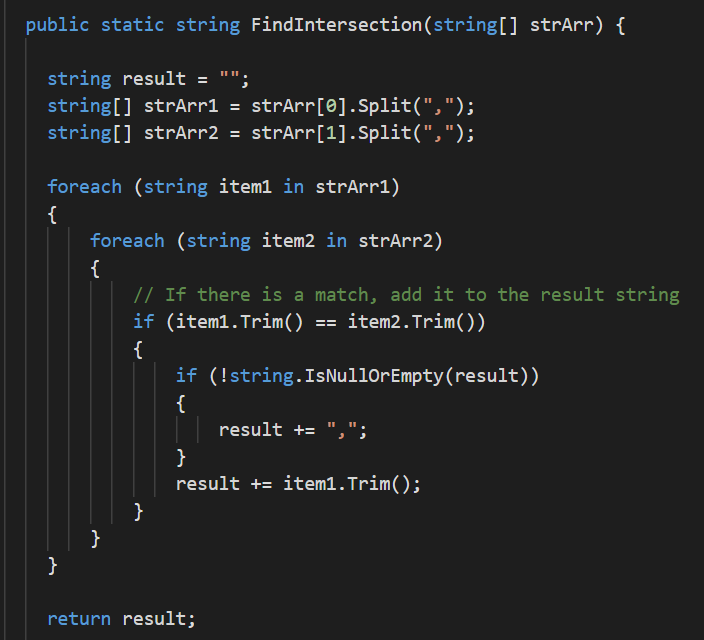 public static string FindIntersection(string[] strArr) {
string result = "";
string[] strArr1 = strArr[0].Split(",");
string[] strArr2 = strArr[1].Split(",");
foreach (string item1 in strArr1)
{
foreach (string item2 in strArr2)
{
// If there is a match, add it to the result string
if (item1.Trim() == item2.Trim())
{
if (!string.IsNullOrEmpty(result))
{
result += ",";
}
result += item1.Trim();
}
}
}
return result;